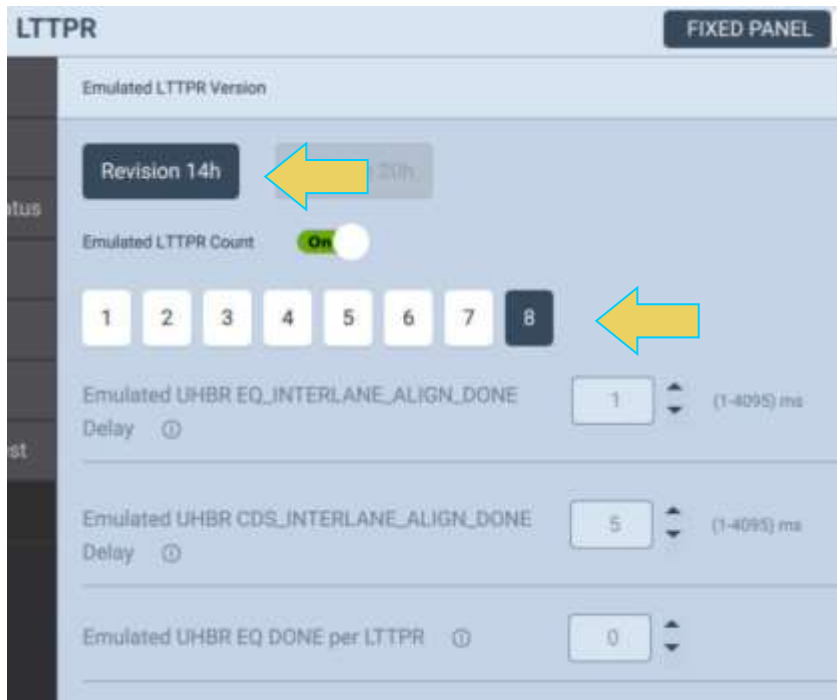 LTTPR
FIXED PANEL
Emulated LTTPR Version
Revision 14h
20h
atus
Emulated LTTPR Count
On
1 2 3 4 5 6 7 8
Emulated UHBR EQ_INTERLANE_ALIGN_DONE
Delay
1
(1-4095) ms
st
Emulated UHBR CDS_INTERLANE_ALIGN_DONE
Delay
5
(1-4095) ms
Emulated UHBR EQ DONE per LTTPR
0